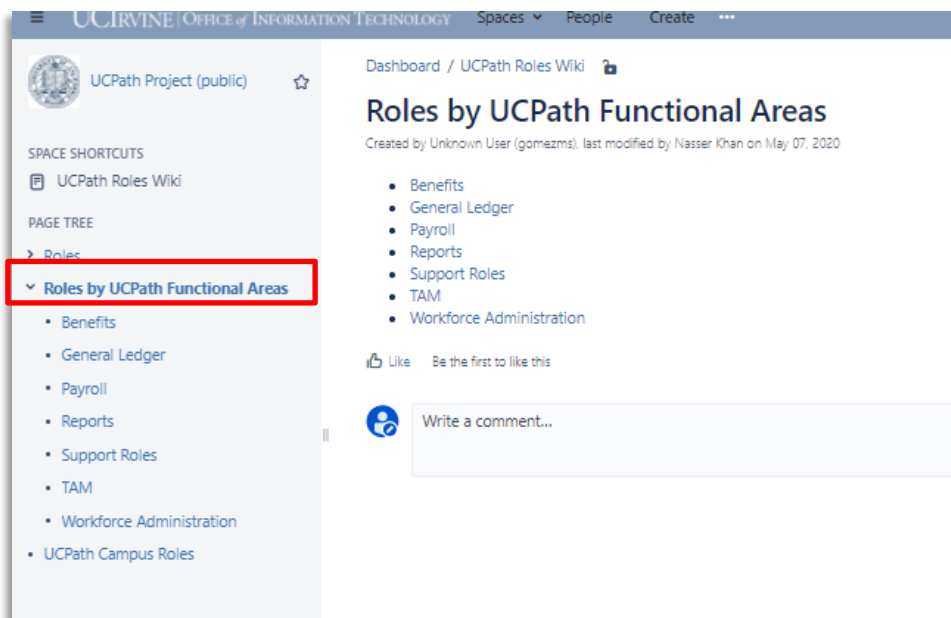 UCIRVINE | OFFICE of INFORMATION TECHNOLOGY Spaces People Create
UCPath Project (public)
SPACE SHORTCUTS
UCPath Roles Wiki
PAGE TREE
Roles
Roles by UCPath Functional Areas
Benefits
General Ledger
Payroll
Reports
Support Roles
TAM
Workforce Administration
UCPath Campus Roles
Dashboard / UCPath Roles Wiki
Roles by UCPath Functional Areas
Created by Unknown User (gomezms), last modified by Nasser Khan on May 07, 2020
• Benefits
• General Ledger
• Payroll
• Reports
• Support Roles
• TAM
• Workforce Administration
Like Be the first to like this
Write a comment...